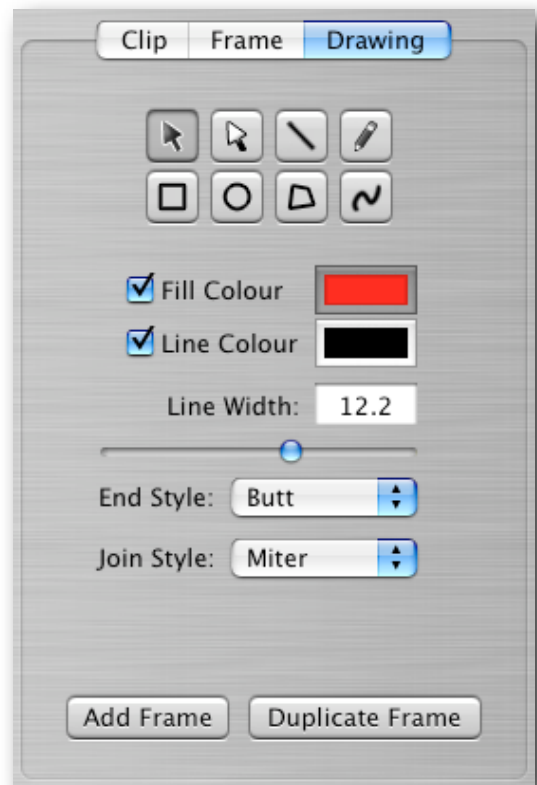 Clip Frame Drawing
Fill Colour
Line Colour
Line Width: 12.2
End Style: Butt
Join Style: Miter
Add Frame Duplicate Frame